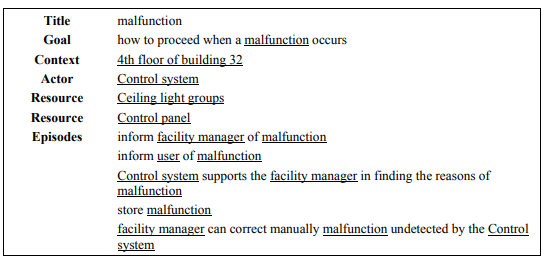 Title malfunction
Goal how to proceed when a malfunction occurs
Context 4th floor of building 32
Actor Control system
Resource Ceiling light groups
Resource Control panel
Episodes inform facility manager of malfunction
inform user of malfunction
Control system supports the facility manager in finding the reasons of
malfunction
store malfunction
facility manager can correct manually malfunction undetected by the Control
system